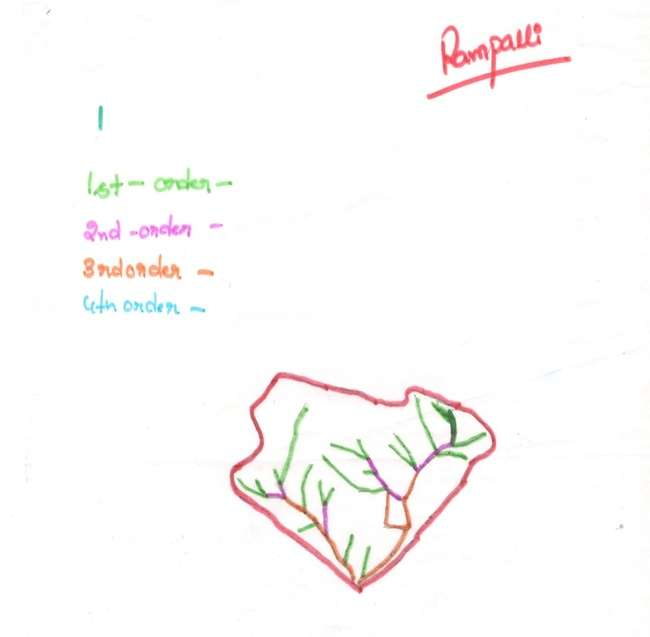 Rampalli
1
1st - order -
2nd - order -
3rd order -
4th order -